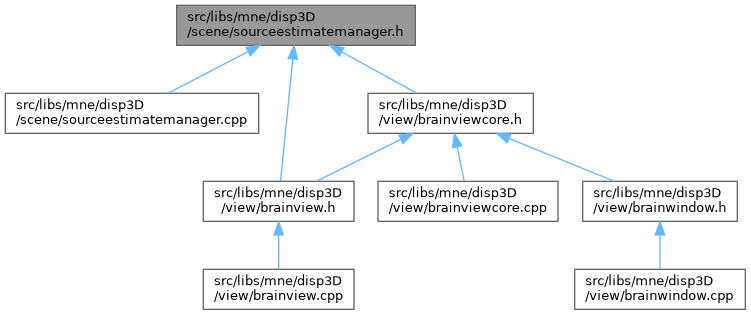 src/libs/mne/disp3D
/scene/sourceestimatemanager.h
src/libs/mne/disp3D
/scene/sourceestimatemanager.cpp
src/libs/mne/disp3D
/view/brainviewcore.h
src/libs/mne/disp3D
/view/brainview.h
src/libs/mne/disp3D
/view/brainviewcore.cpp
src/libs/mne/disp3D
/view/brainwindow.h
src/libs/mne/disp3D
/view/brainview.cpp
src/libs/mne/disp3D
/view/brainwindow.cpp